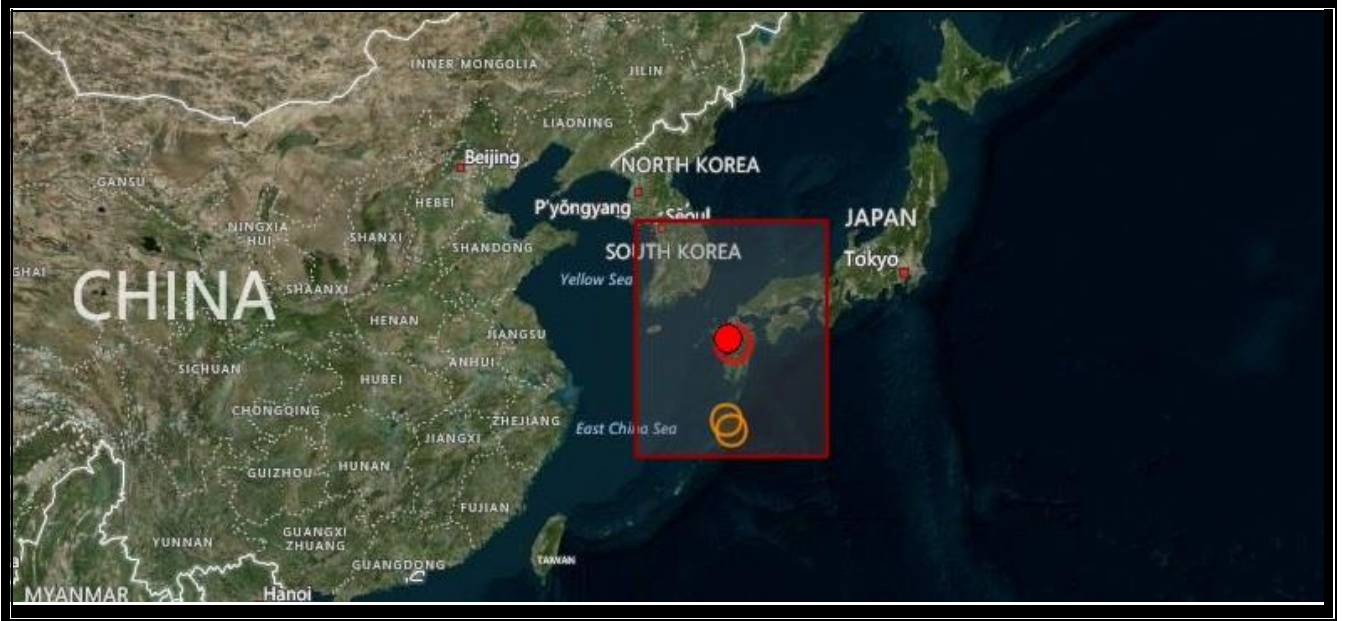 INNER MONGOLIA
JILIN
LIAONING
Beijing
NORTH KOREA
GANSU
HEBEI
P'yŏngyang
Sŏul
JAPAN
NINGXIA
HUI
SHANXI
SHANDONG
SOUTH KOREA
Tokyo
GHAI
Yellow Sea
CHINA
SHAANXI
HENAN
JIANGSU
ANHUI
SICHUAN
HUBEI
CHONGQING
ZHEJIANG
East China Sea
JIANGXI
HUNAN
GUIZHOU
FUJIAN
GUANGXI
ZHUANG
YUNNAN
TAIWAN
GUANGDONG
MYANMAR
Hanoi